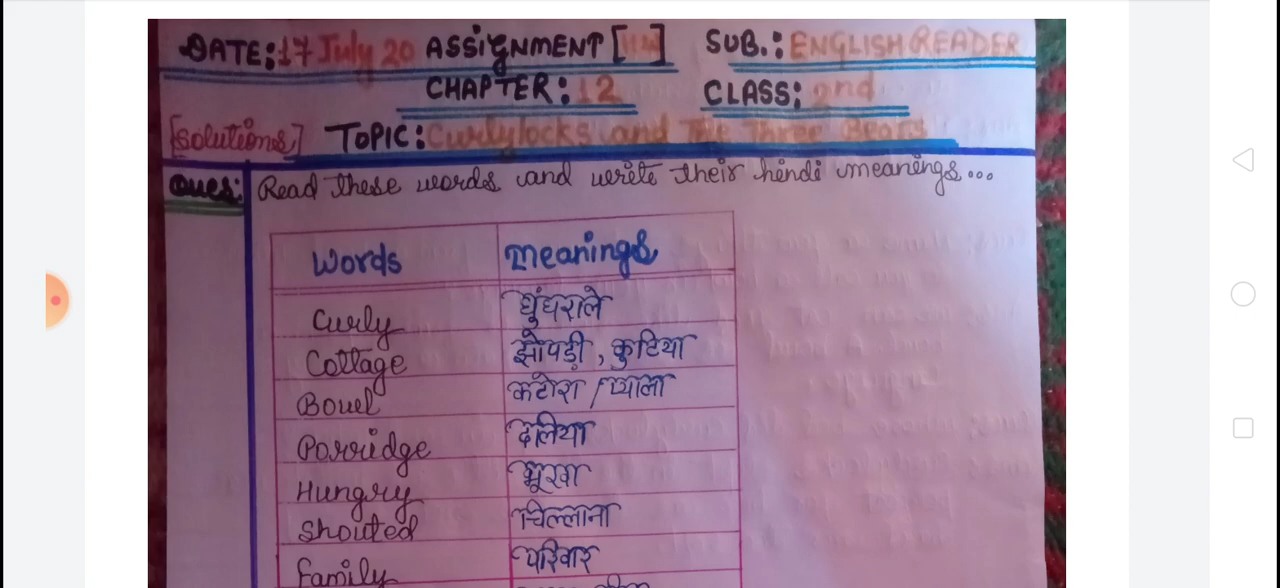 DATE: 17 July 20 ASSIGNMENT [HW] SUB.: ENGLISH READER
CHAPTER: 12 CLASS: 2nd
[Solutions] TOPIC: Curlylocks and The Three Bears
Ques: Read these words and write their hindi meanings...
Words Meanings
Curly घुंघराले
Cottage झोपड़ी , कुटिया
Bowel कटोरा / प्याला
Porridge दलिया
Hungry भूखा
Shouted चिल्लाना
Family परिवार